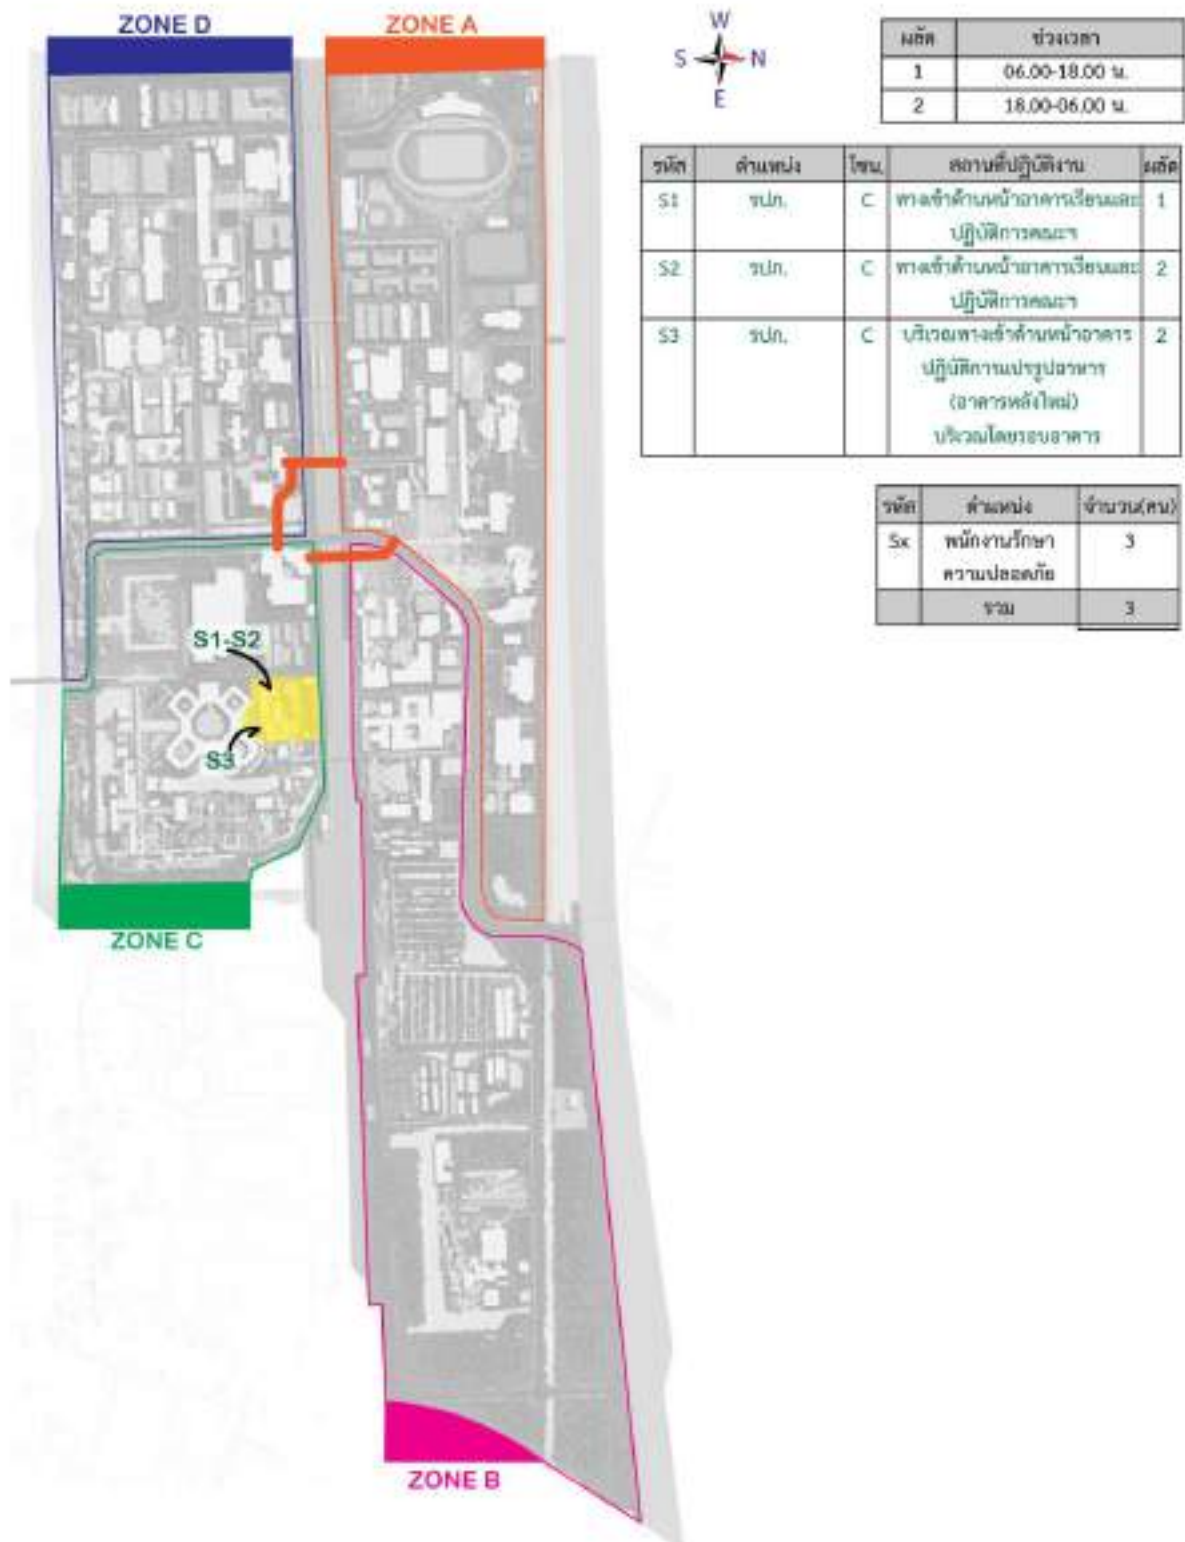 ZONE D
ZONE A
W
S N
E
ผลัด ช่วงเวลา
1 06.00-18.00 น.
2 18.00-06.00 น.
รหัส ตำแหน่ง โซน. สถานที่ปฏิบัติงาน ผลัด
S1 รปภ. C ทางเข้าด้านหน้าอาคารเรียนและ 1
ปฏิบัติการคณะฯ
S2 รปภ. C ทางเข้าด้านหน้าอาคารเรียนและ 2
ปฏิบัติการคณะฯ
S3 รปภ. C บริเวณทางเข้าด้านหน้าอาคาร 2
ปฏิบัติการแปรรูปอาหาร
(อาคารหลังใหม่)
บริเวณโดยรอบอาคาร
รหัส ตำแหน่ง จำนวน(คน)
Sx พนักงานรักษา 3
ความปลอดภัย
รวม 3
S1-S2
S3
ZONE C
ZONE B